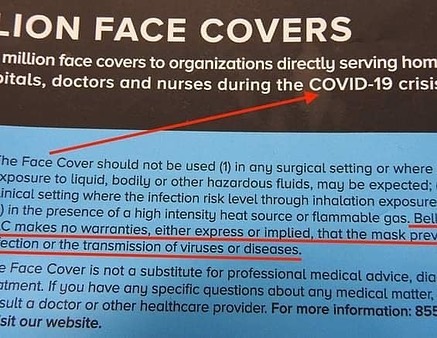 LION FACE COVERS
million face covers to organizations directly serving hom
pitals, doctors and nurses during the COVID-19 crisis
he Face Cover should not be used (1) in any surgical setting or where
xposure to liquid, bodily or other hazardous fluids, may be expected;
inical setting where the infection risk level through inhalation exposure
) in the presence of a high intensity heat source or flammable gas. Bell
C makes no warranties, either express or implied, that the mask prev
fection or the transmission of viruses or diseases.
e Face Cover is not a substitute for professional medical advice, dia
atment. If you have any specific questions about any medical matter,
sult a doctor or other healthcare provider. For more information: 855
isit our website.